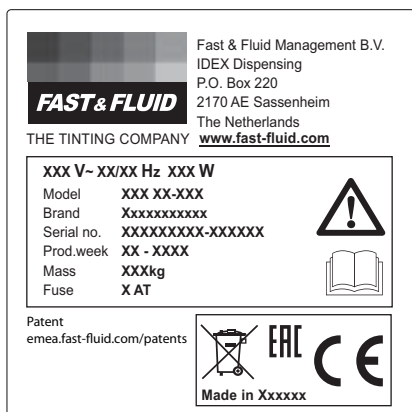 Fast & Fluid Management B.V.
IDEX Dispensing
P.O. Box 220
2170 AE Sassenheim
The Netherlands
www.fast-fluid.com
FAST & FLUID
THE TINTING COMPANY
XXX V~ XX/XX Hz XXX W
Model XXX XX-XXX
Brand Xxxxxxxxxxx
Serial no. XXXXXXXXX-XXXXXX
Prod.week XX - XXXX
Mass XXXkg
Fuse X AT
Patent
emea.fast-fluid.com/patents
EAC
CE
Made in Xxxxxx